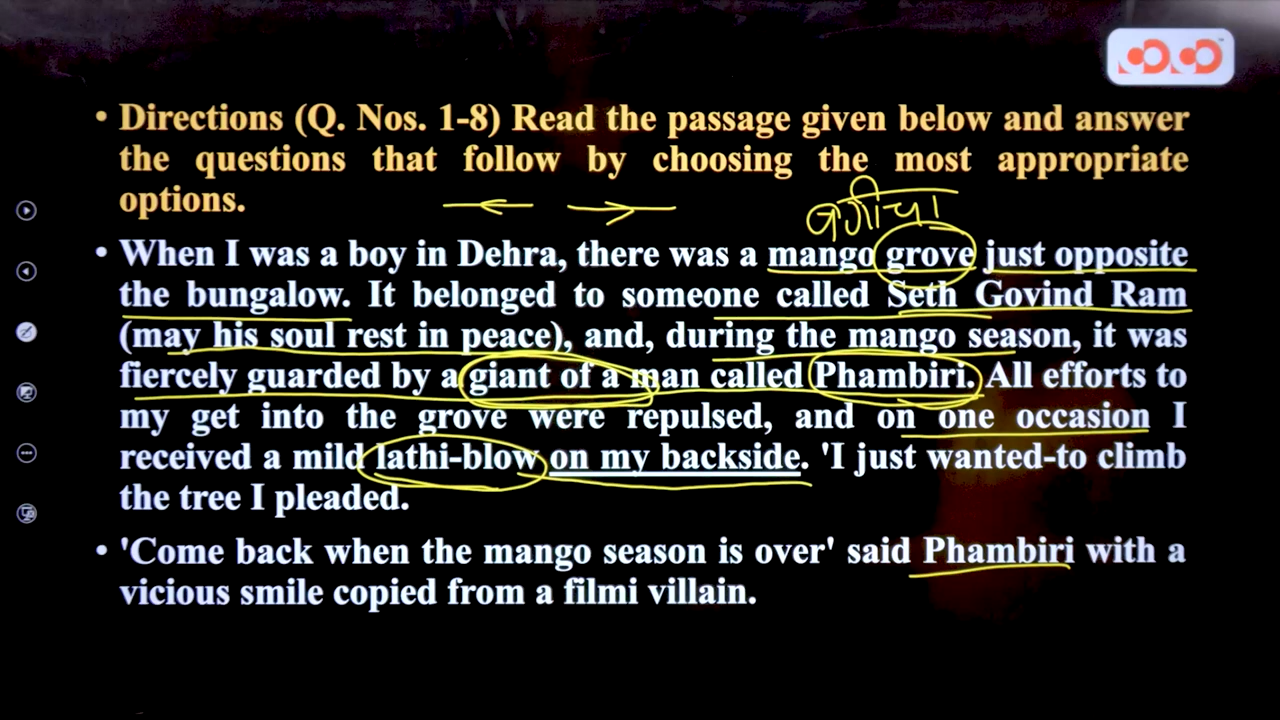 • Directions (Q. Nos. 1-8) Read the passage given below and answer
the questions that follow by choosing the most appropriate
options.
बगीचा
• When I was a boy in Dehra, there was a mango grove just opposite
the bungalow. It belonged to someone called Seth Govind Ram
(may his soul rest in peace), and, during the mango season, it was
fiercely guarded by a giant of a man called Phambiri. All efforts to
my get into the grove were repulsed, and on one occasion I
received a mild lathi-blow on my backside. 'I just wanted-to climb
the tree I pleaded.
• 'Come back when the mango season is over' said Phambiri with a
vicious smile copied from a filmi villain.